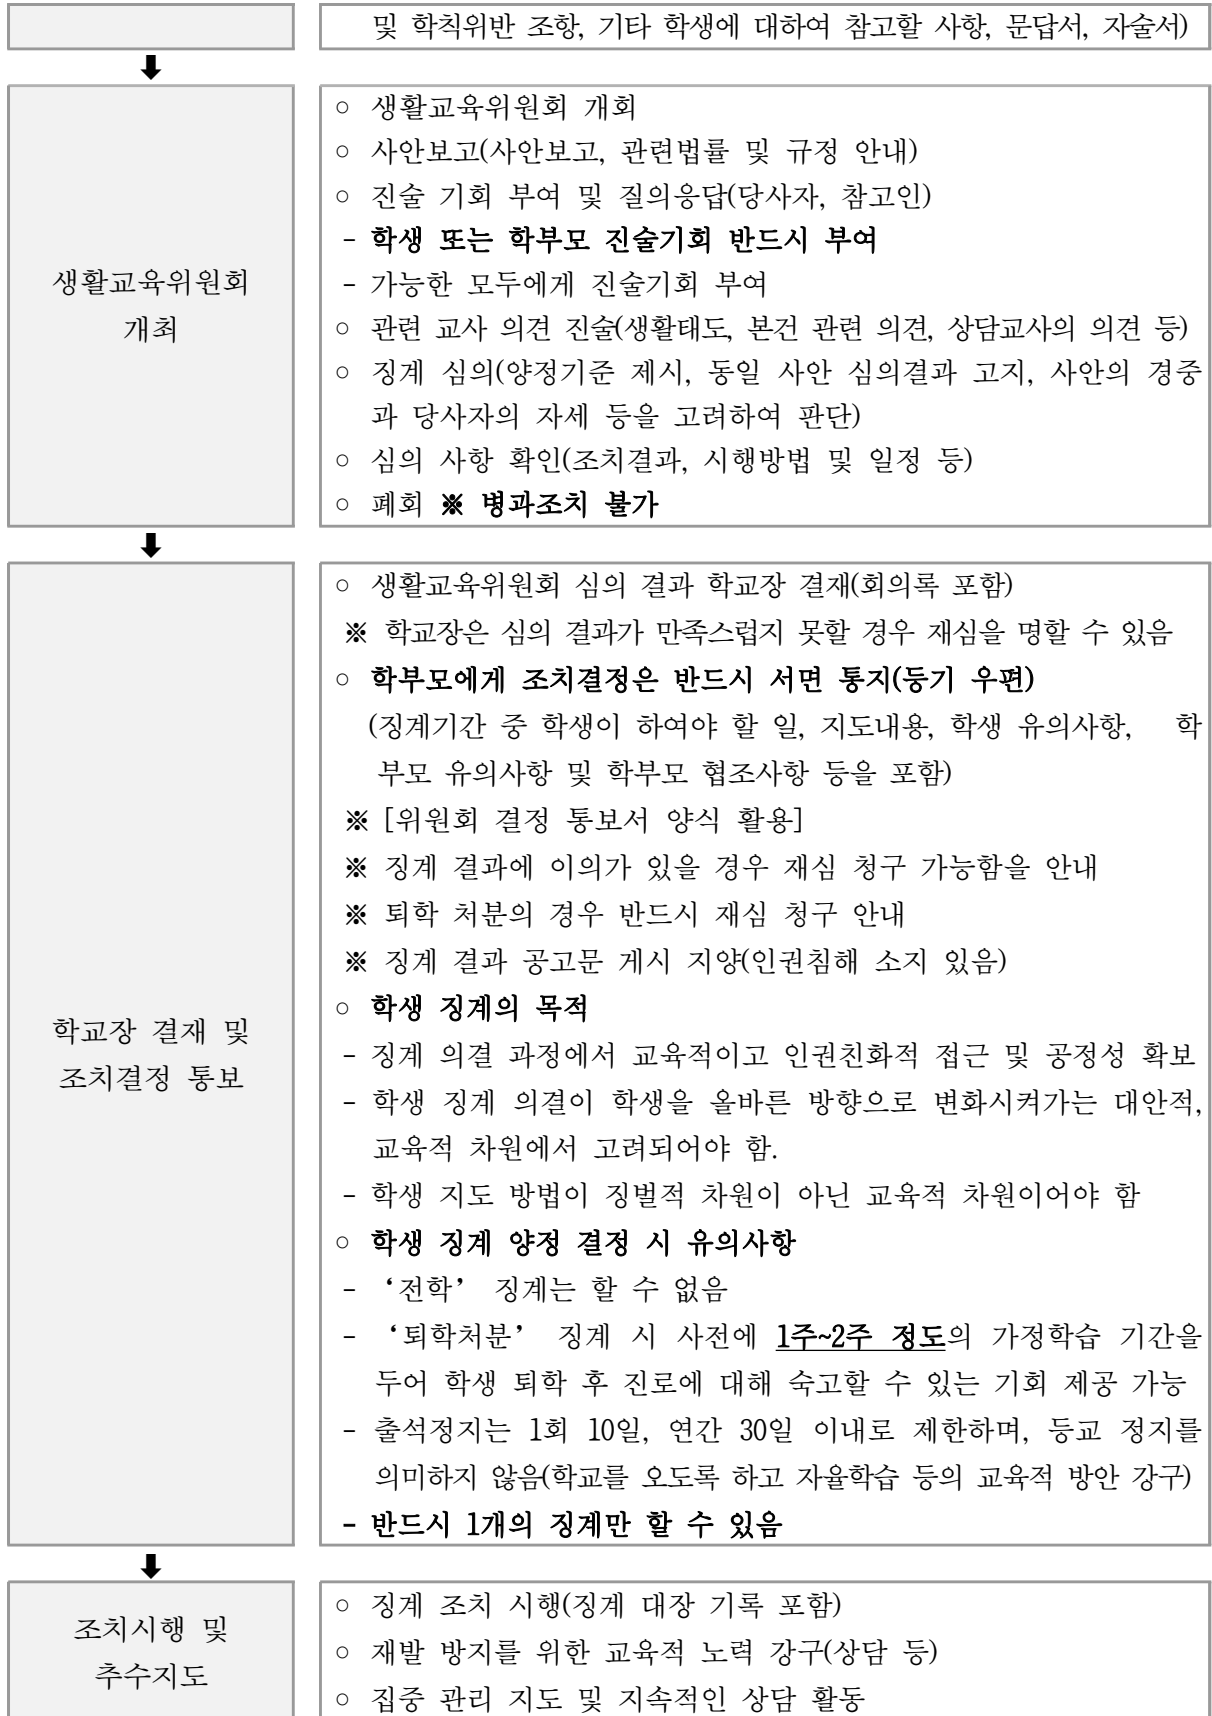 및 학칙위반 조항, 기타 학생에 대하여 참고할 사항, 문답서, 자술서)
생활교육위원회
개최
○ 생활교육위원회 개회
○ 사안보고(사안보고, 관련법률 및 규정 안내)
○ 진술 기회 부여 및 질의응답(당사자, 참고인)
- 학생 또는 학부모 진술기회 반드시 부여
- 가능한 모두에게 진술기회 부여
○ 관련 교사 의견 진술(생활태도, 본건 관련 의견, 상담교사의 의견 등)
○ 징계 심의(양정기준 제시, 동일 사안 심의결과 고지, 사안의 경중
과 당사자의 자세 등을 고려하여 판단)
○ 심의 사항 확인(조치결과, 시행방법 및 일정 등)
○ 폐회 ※ 병과조치 불가
학교장 결재 및
조치결정 통보
○ 생활교육위원회 심의 결과 학교장 결재(회의록 포함)
※ 학교장은 심의 결과가 만족스럽지 못할 경우 재심을 명할 수 있음
○ 학부모에게 조치결정은 반드시 서면 통지(등기 우편)
(징계기간 중 학생이 하여야 할 일, 지도내용, 학생 유의사항, 학
부모 유의사항 및 학부모 협조사항 등을 포함)
※ [위원회 결정 통보서 양식 활용]
※ 징계 결과에 이의가 있을 경우 재심 청구 가능함을 안내
※ 퇴학 처분의 경우 반드시 재심 청구 안내
※ 징계 결과 공고문 게시 지양(인권침해 소지 있음)
○ 학생 징계의 목적
- 징계 의결 과정에서 교육적이고 인권친화적 접근 및 공정성 확보
- 학생 징계 의결이 학생을 올바른 방향으로 변화시켜가는 대안적,
교육적 차원에서 고려되어야 함.
- 학생 지도 방법이 징벌적 차원이 아닌 교육적 차원이어야 함
○ 학생 징계 양정 결정 시 유의사항
- ‘전학’ 징계는 할 수 없음
- ‘퇴학처분’ 징계 시 사전에 1주~2주 정도의 가정학습 기간을
두어 학생 퇴학 후 진로에 대해 숙고할 수 있는 기회 제공 가능
- 출석정지는 1회 10일, 연간 30일 이내로 제한하며, 등교 정지를
의미하지 않음(학교를 오도록 하고 자율학습 등의 교육적 방안 강구)
- 반드시 1개의 징계만 할 수 있음
조치시행 및
추수지도
○ 징계 조치 시행(징계 대장 기록 포함)
○ 재발 방지를 위한 교육적 노력 강구(상담 등)
○ 집중 관리 지도 및 지속적인 상담 활동